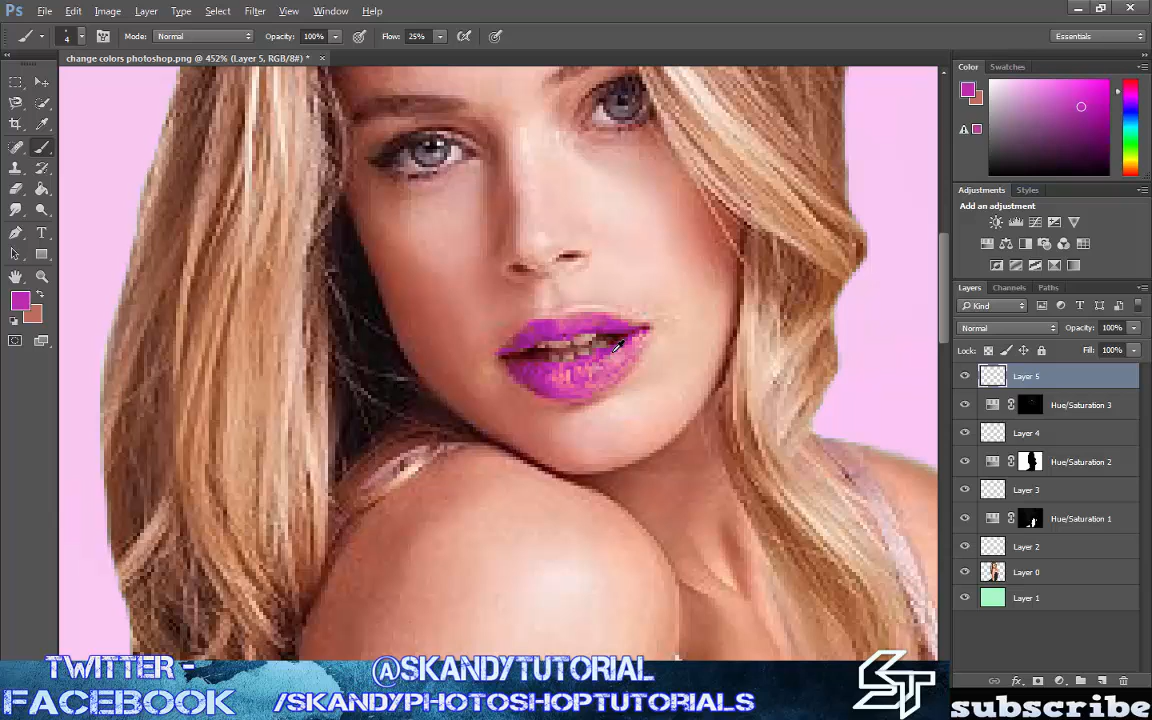 Ps File Edit Image Layer Type Select Filter View Window Help
4 Mode: Normal Opacity: 100% Flow: 25% Essentials
change colors photoshop.png @ 452% (Layer 5, RGB/8#) * ×
Color Swatches
Adjustments Styles
Add an adjustment
Layers Channels Paths
Kind
Normal Opacity: 100%
Lock: Fill: 100%
Layer 5
Hue/Saturation 3
Layer 4
Hue/Saturation 2
Layer 3
Hue/Saturation 1
Layer 2
Layer 0
Layer 1
fx
TWITTER - @SKANDYTUTORIAL
FACEBOOK /SKANDYPHOTOSHOPTUTORIALS
ST
subscribe